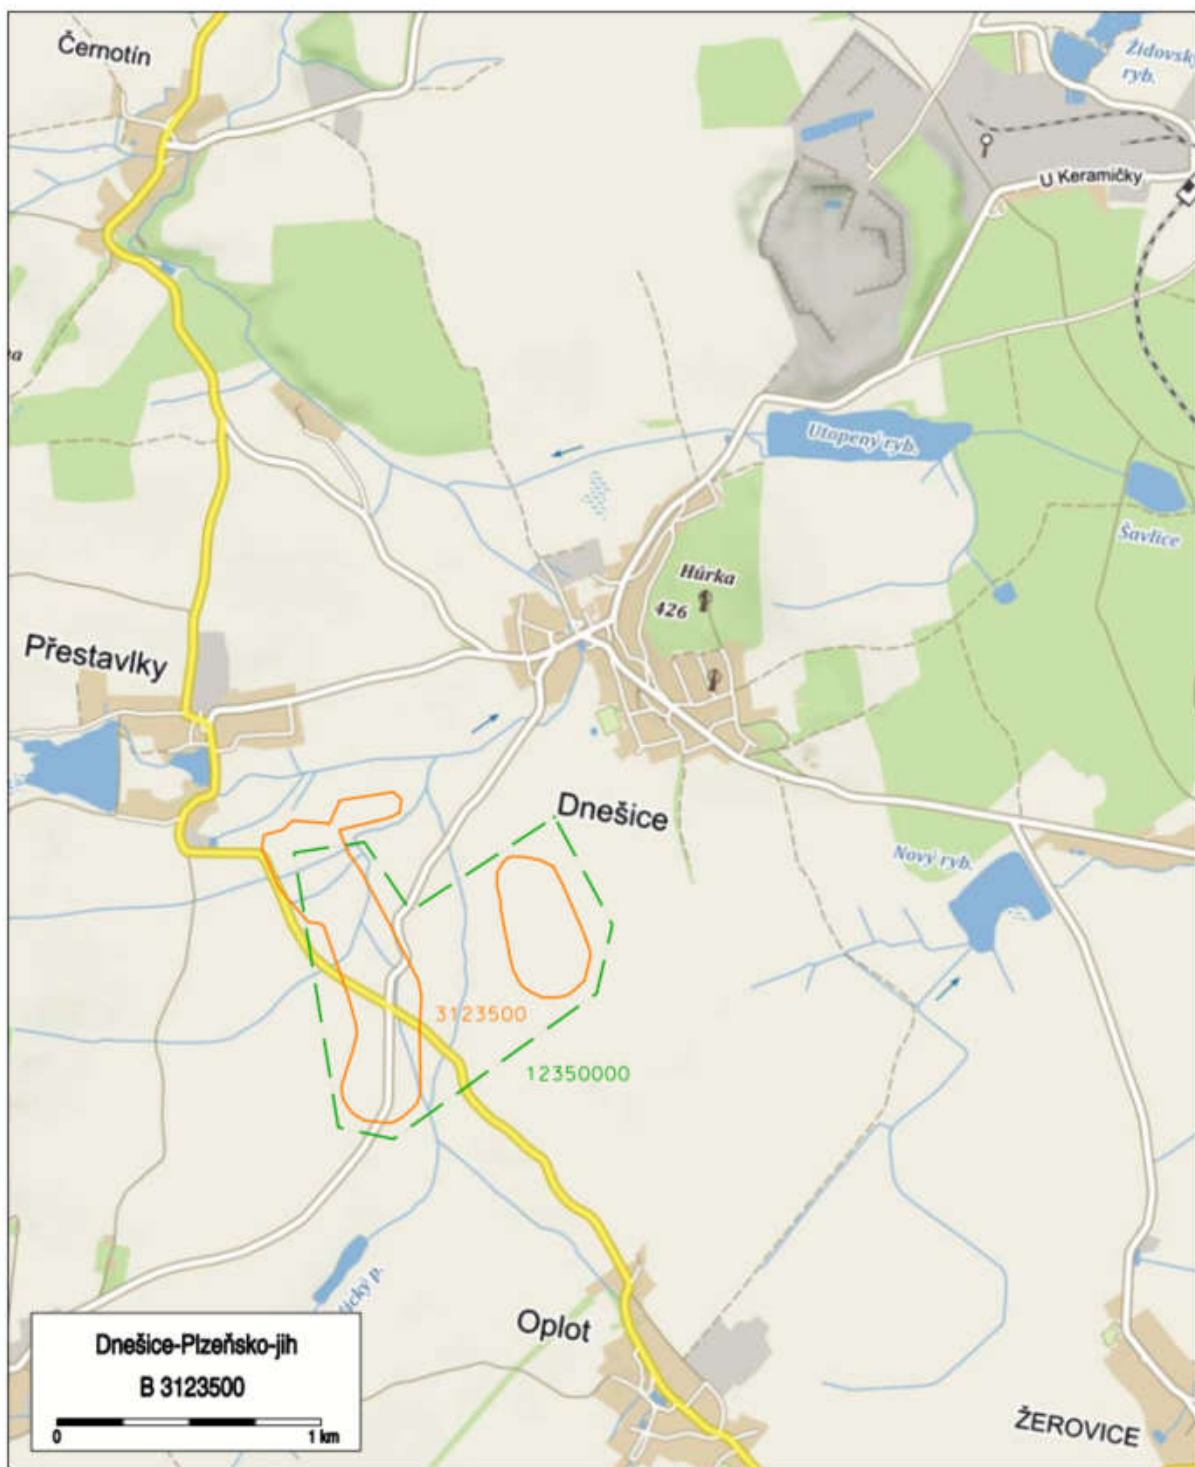 Černotín
Židovský
ryb.
U Keramičky
Utopený ryb.
Šavlice
Hůrka
426
Přestavlky
Dnešice
Nový ryb.
3123500
12350000
Oplot
ŽEROVICE
Dnešice-Plzeňsko-jih
B 3123500
0 1 km